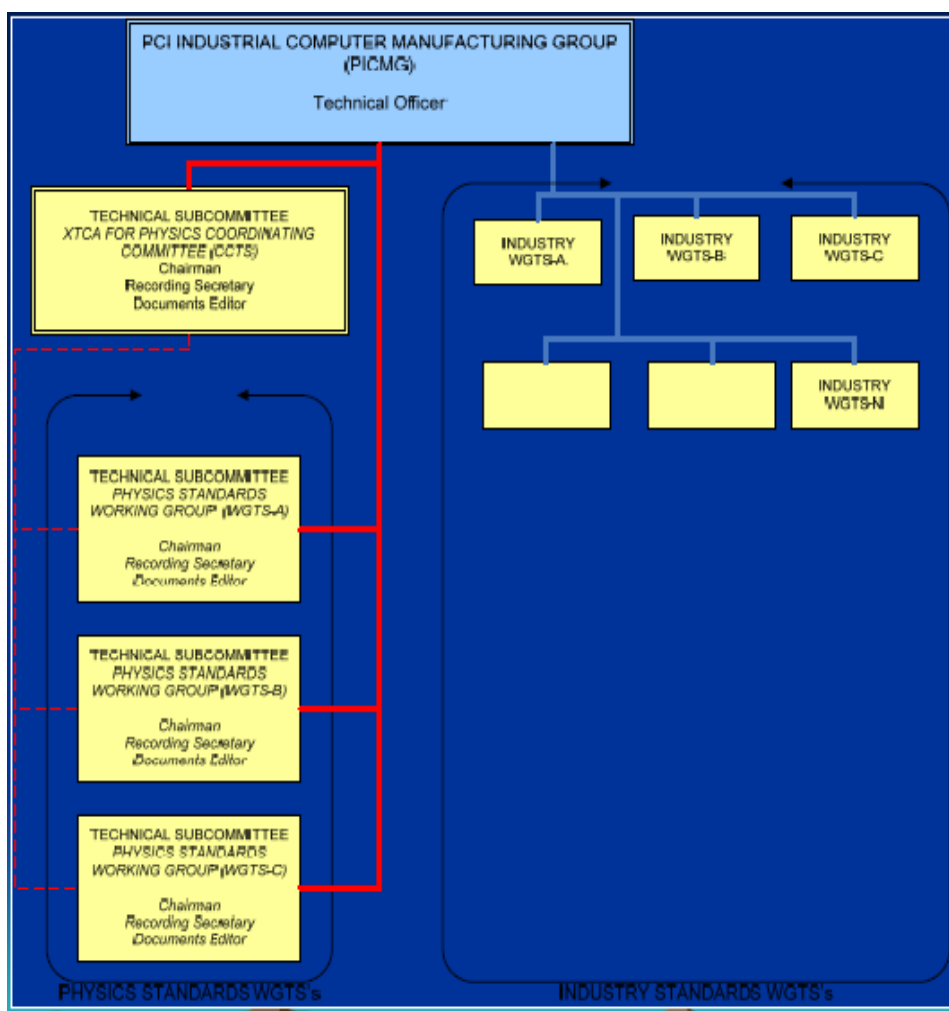 PCI INDUSTRIAL COMPUTER MANUFACTURING GROUP
(PICMG)
Technical Officer
TECHNICAL SUBCOMMITTEE
XTCA FOR PHYSICS COORDINATING
COMMITTEE (CCTS)
Chairman
Recording Secretary
Documents Editor
INDUSTRY
WGTS-A
INDUSTRY
WGTS-B
INDUSTRY
WGTS-C
INDUSTRY
WGTS-N
TECHNICAL SUBCOMMITTEE
PHYSICS STANDARDS
WORKING GROUP (WGTS-A)
Chairman
Recording Secretary
Documents Editor
TECHNICAL SUBCOMMITTEE
PHYSICS STANDARDS
WORKING GROUP (WGTS-B)
Chairman
Recording Secretary
Documents Editor
TECHNICAL SUBCOMMITTEE
PHYSICS STANDARDS
WORKING GROUP (WGTS-C)
Chairman
Recording Secretary
Documents Editor
PHYSICS STANDARDS WGTS's
INDUSTRY STANDARDS WGTS's